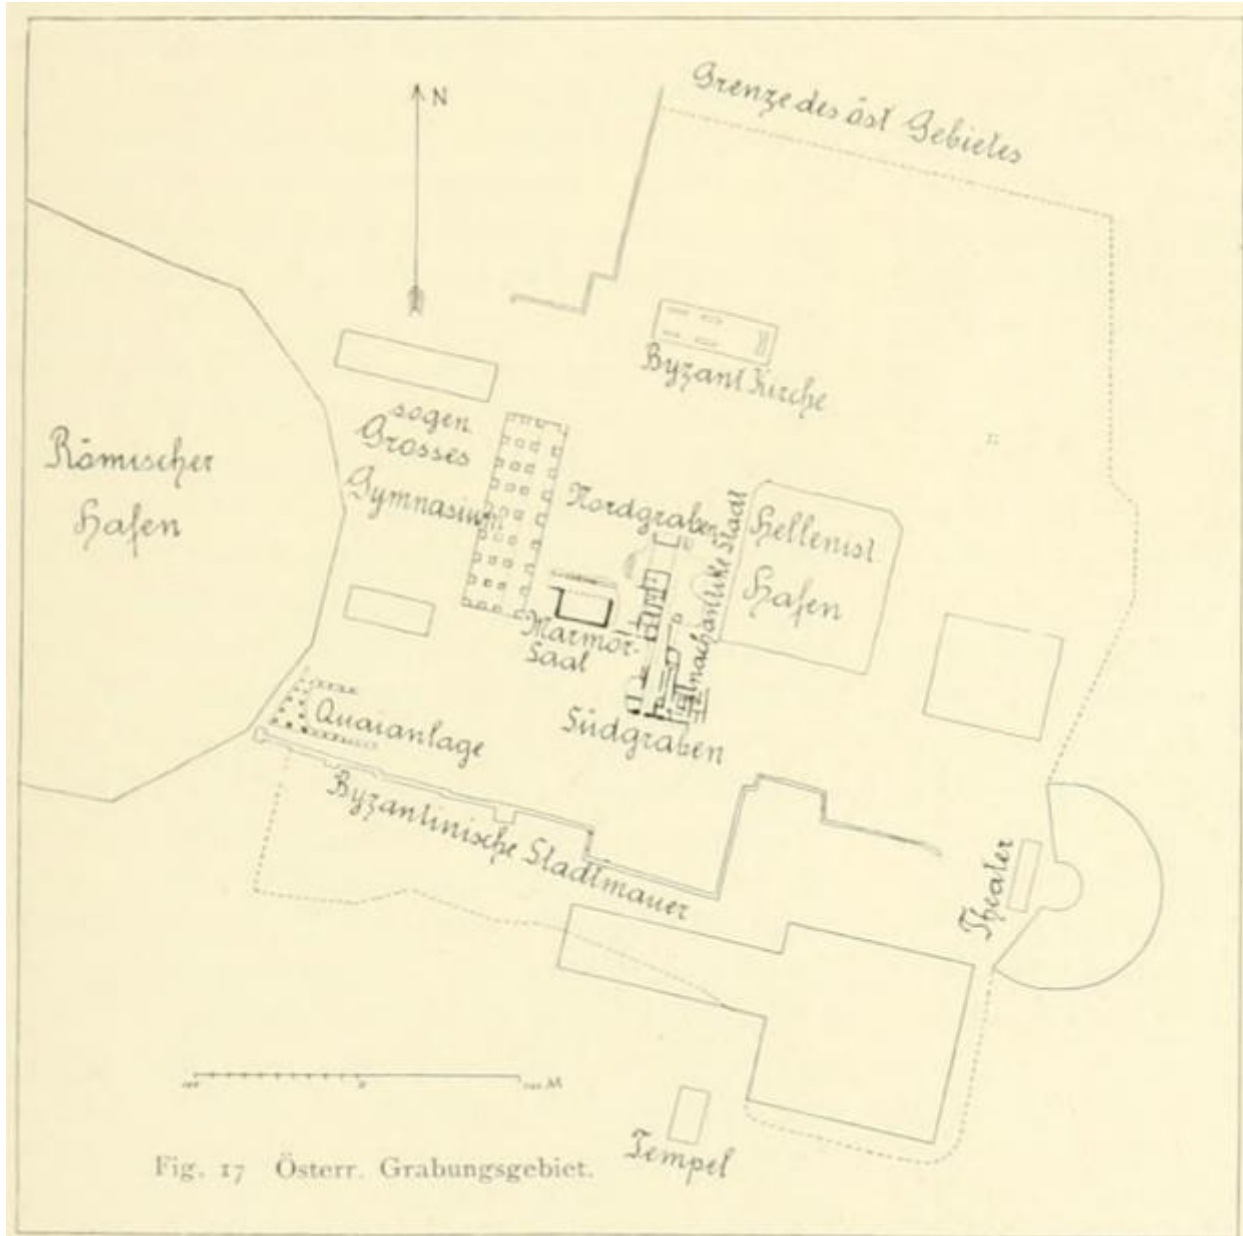 Grenze des öst Gebietes
N
Byzant Kirche
sogen.
Grosses
Gymnasium
Römischer
Hafen
Nordgraben
Hellenist.
Hafen
Marmor-
Saal
Südgraben
Quaianlage
Byzantinische Stadtmauer
Theater
M
Tempel
Fig. 17 Österr. Grabungsgebiet.